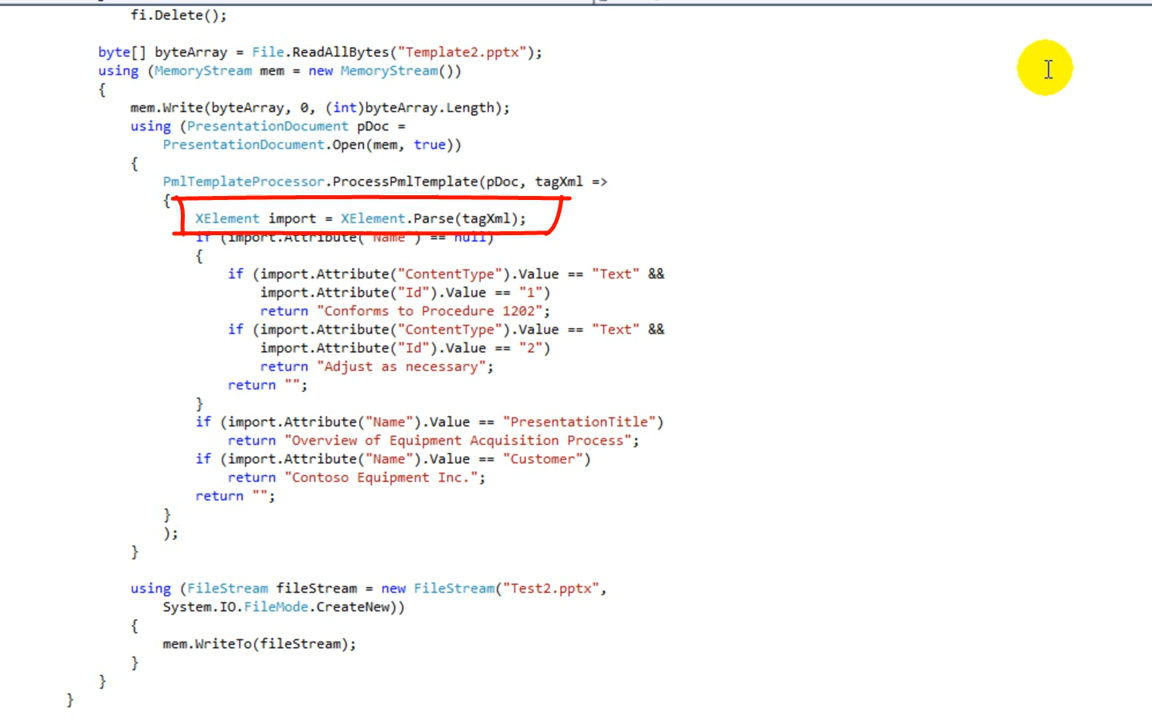 fi.Delete();
byte[] byteArray = File.ReadAllBytes("Template2.pptx");
using (MemoryStream mem = new MemoryStream())
{
mem.Write(byteArray, 0, (int)byteArray.Length);
using (PresentationDocument pDoc =
PresentationDocument.Open(mem, true))
{
PmlTemplateProcessor.ProcessPmlTemplate(pDoc, tagXml =>
{
XElement import = XElement.Parse(tagXml);
if (import.Attribute("Name") == null)
{
if (import.Attribute("ContentType").Value == "Text" &&
import.Attribute("Id").Value == "1")
return "Conforms to Procedure 1202";
if (import.Attribute("ContentType").Value == "Text" &&
import.Attribute("Id").Value == "2")
return "Adjust as necessary";
return "";
}
if (import.Attribute("Name").Value == "PresentationTitle")
return "Overview of Equipment Acquisition Process";
if (import.Attribute("Name").Value == "Customer")
return "Contoso Equipment Inc.";
return "";
}
);
}
using (FileStream fileStream = new FileStream("Test2.pptx",
System.IO.FileMode.CreateNew))
{
mem.WriteTo(fileStream);
}
}
}